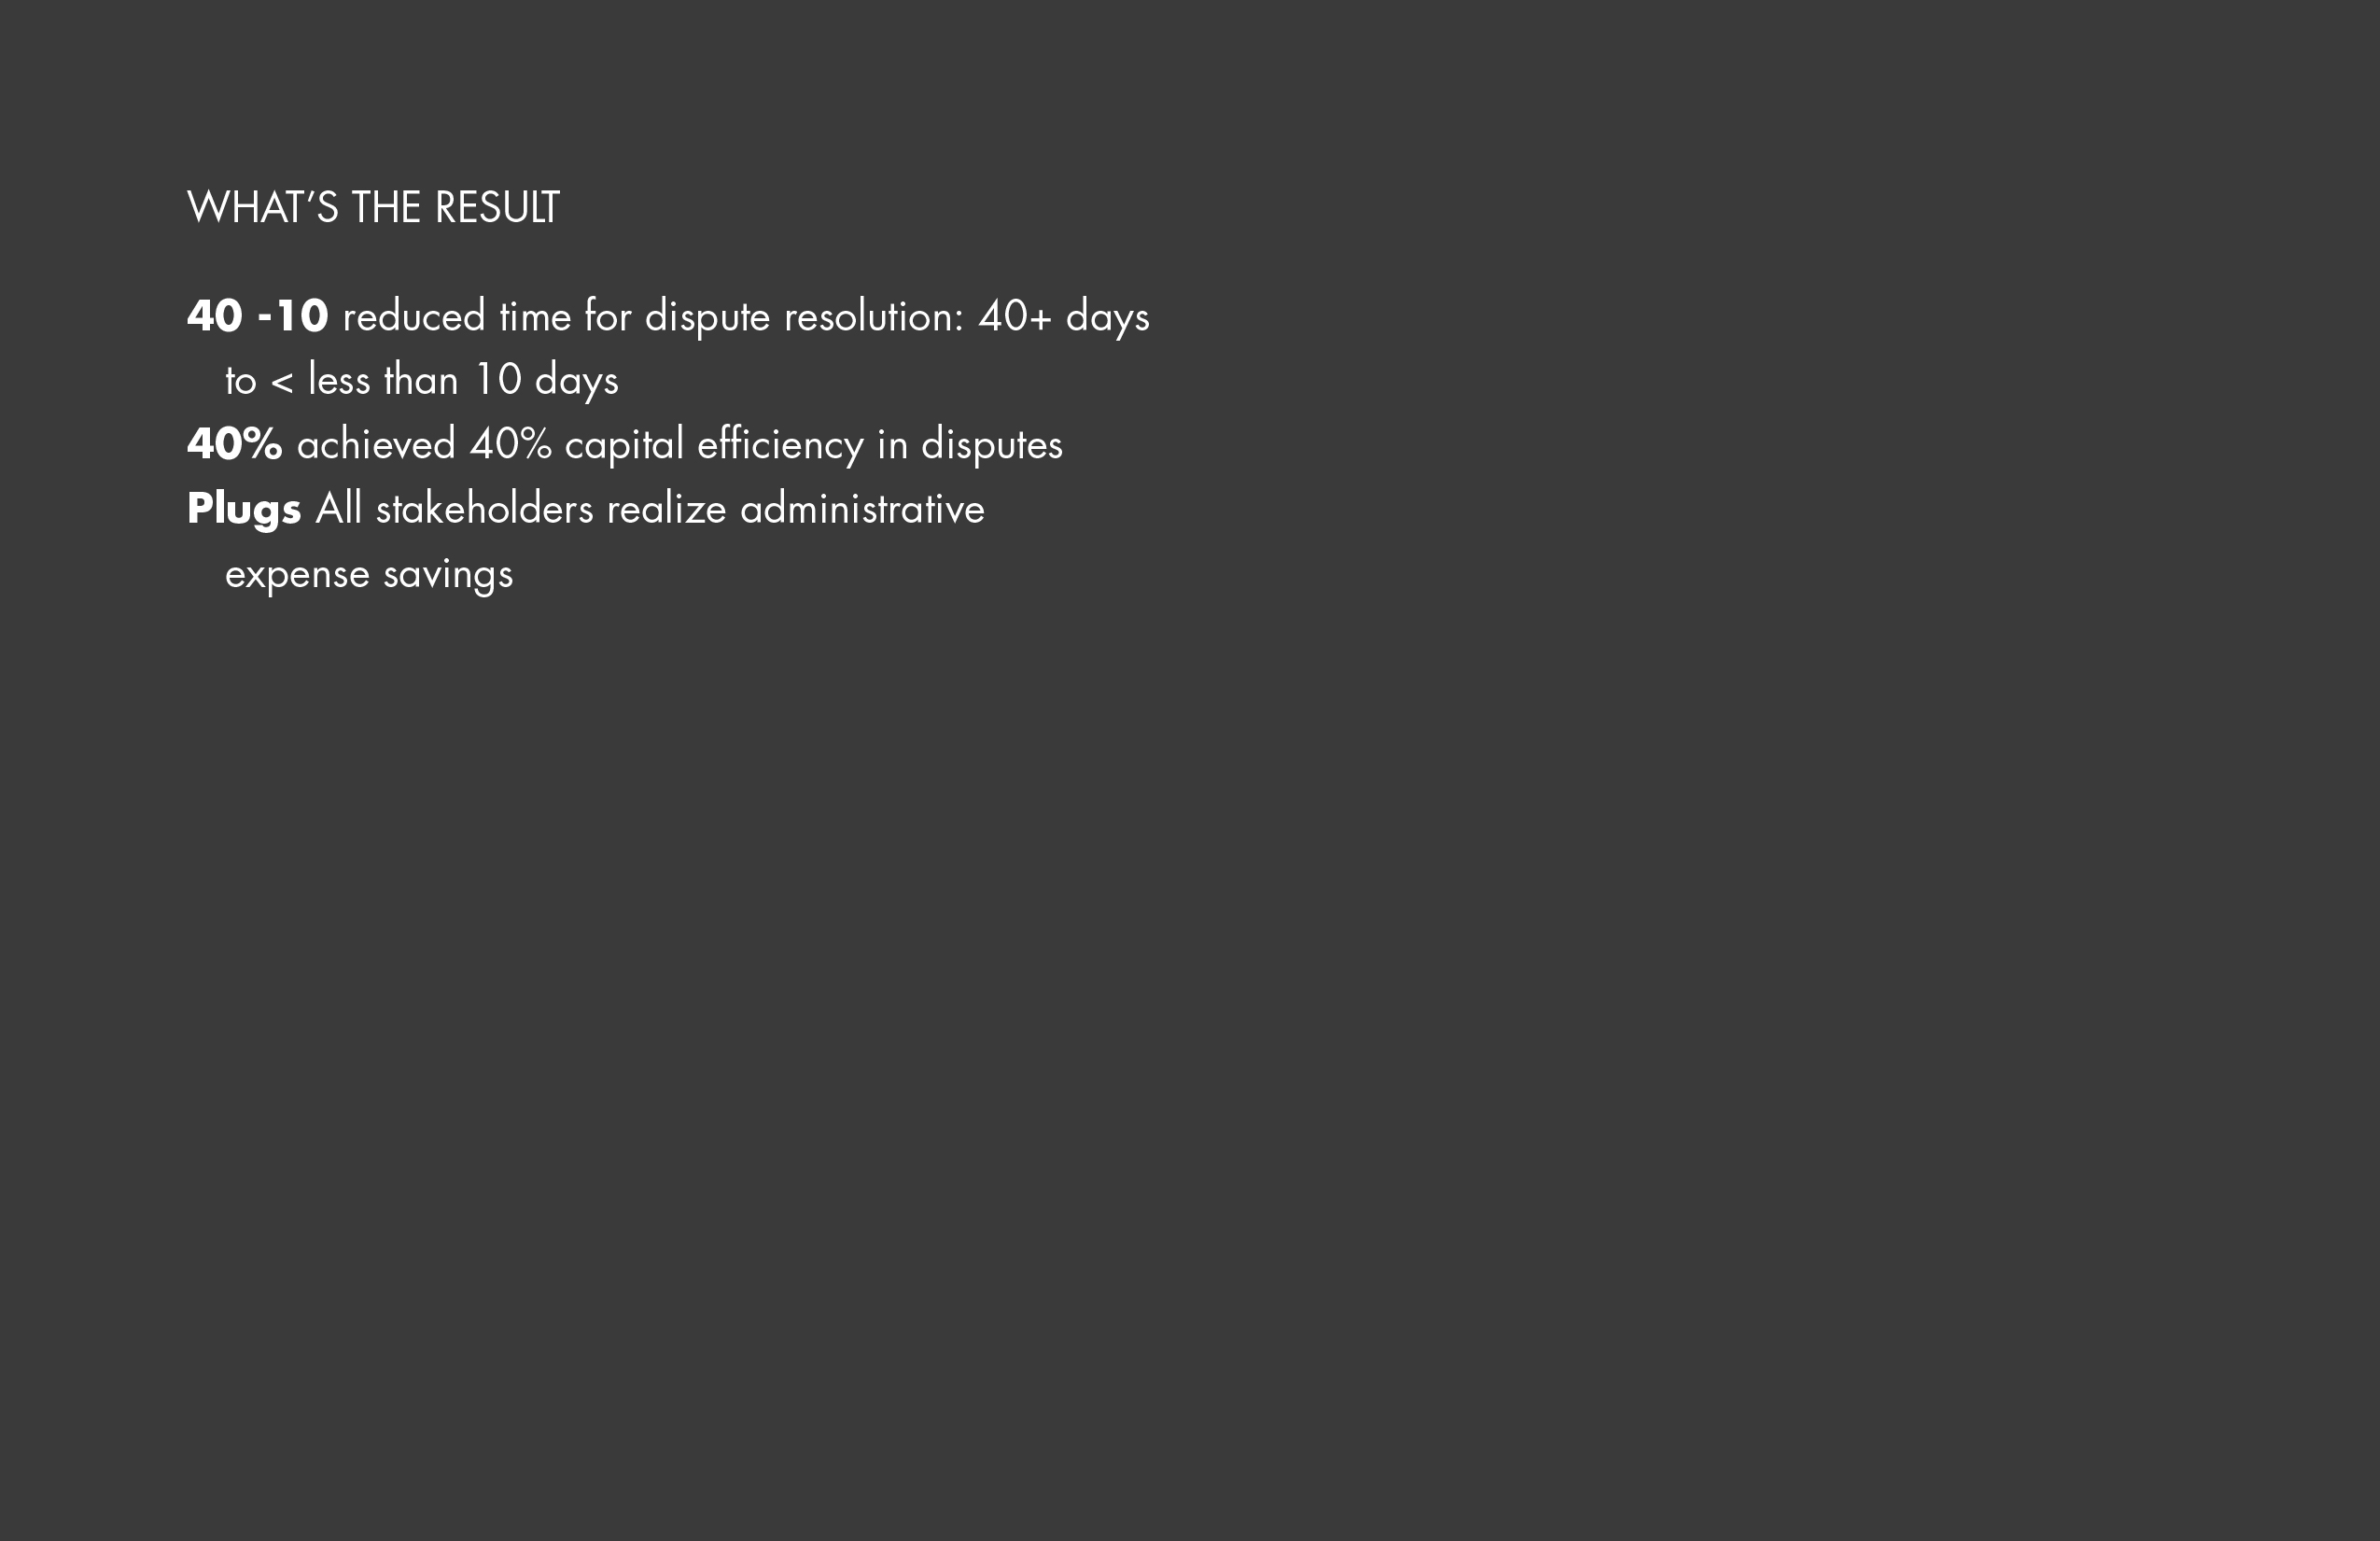 WHAT’S THE RESULT
40 -10 reduced time for dispute resolution: 40+ days
to < less than 10 days
40% achieved 40% capital efficiency in disputes
Plugs All stakeholders realize administrative
expense savings